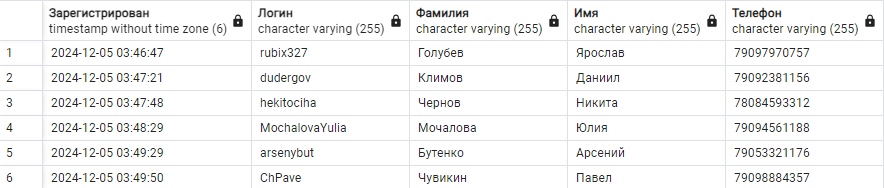 Зарегистрирован Логин Фамилия Имя Телефон
timestamp without time zone (6) character varying (255) character varying (255) character varying (255) character varying (255)
1 2024-12-05 03:46:47 rubix327 Голубев Ярослав 79097970757
2 2024-12-05 03:47:21 dudergov Климов Даниил 79092381156
3 2024-12-05 03:47:48 hekitociha Чернов Никита 78084593312
4 2024-12-05 03:48:29 MochalovaYulia Мочалова Юлия 79094561188
5 2024-12-05 03:49:29 arsenybut Бутенко Арсений 79053321176
6 2024-12-05 03:49:50 ChPave Чувикин Павел 79098884357